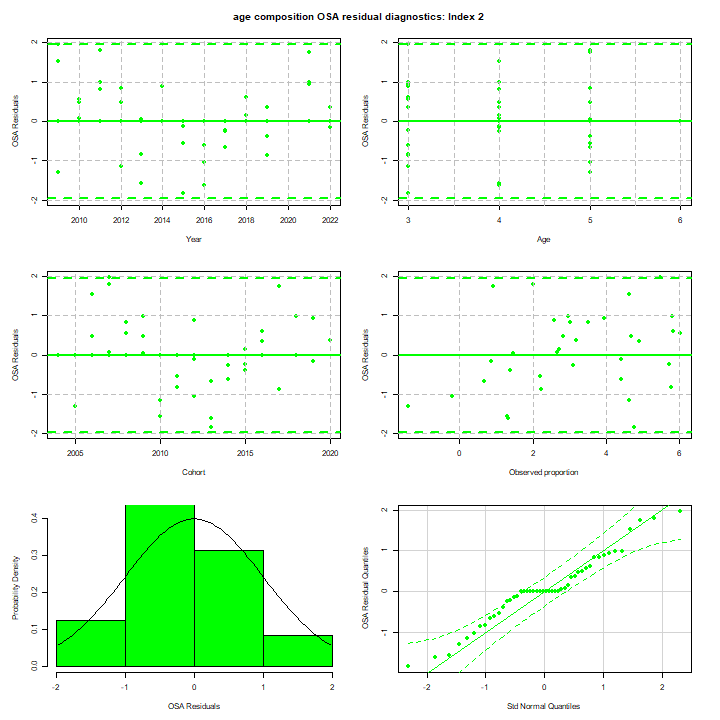 age composition OSA residual diagnostics: Index 2
OSA Residuals
2
1
0
-1
-2
2010 2012 2014 2016 2018 2020 2022
Year
OSA Residuals
2
1
0
-1
-2
3 4 5 6
Age
OSA Residuals
2
1
0
-1
-2
2005 2010 2015 2020
Cohort
OSA Residuals
2
1
0
-1
-2
0 2 4 6
Observed proportion
Probability Density
0.4
0.3
0.2
0.1
0.0
-2 -1 0 1 2
OSA Residuals
OSA Residual Quantiles
2
1
0
-1
-2 -1 0 1 2
Std Normal Quantiles